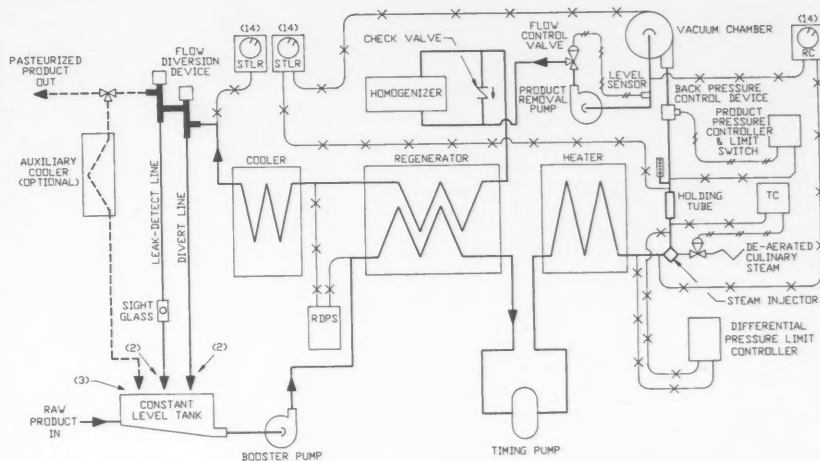 (14)
(14)
(14)
STLR
STLR
RC
FLOW
DIVERSION
DEVICE
PASTEURIZED
PRODUCT
OUT
CHECK VALVE
FLOW
CONTROL
VALVE
VACUUM CHAMBER
LEVEL
SENSOR
HOMOGENIZER
PRODUCT
REMOVAL
PUMP
BACK PRESSURE
CONTROL DEVICE
PRODUCT
PRESSURE
CONTROLLER
& LIMIT
SWITCH
AUXILIARY
COOLER
(OPTIONAL)
LEAK-DETECT LINE
DIVERT LINE
COOLER
REGENERATOR
HEATER
HOLDING
TUBE
TC
DE-AERATED
CULINARY
STEAM
STEAM INJECTOR
SIGHT
GLASS
RDPS
DIFFERENTIAL
PRESSURE LIMIT
CONTROLLER
(2)
(2)
(3)
CONSTANT
LEVEL TANK
RAW
PRODUCT
IN
BOOSTER PUMP
TIMING PUMP